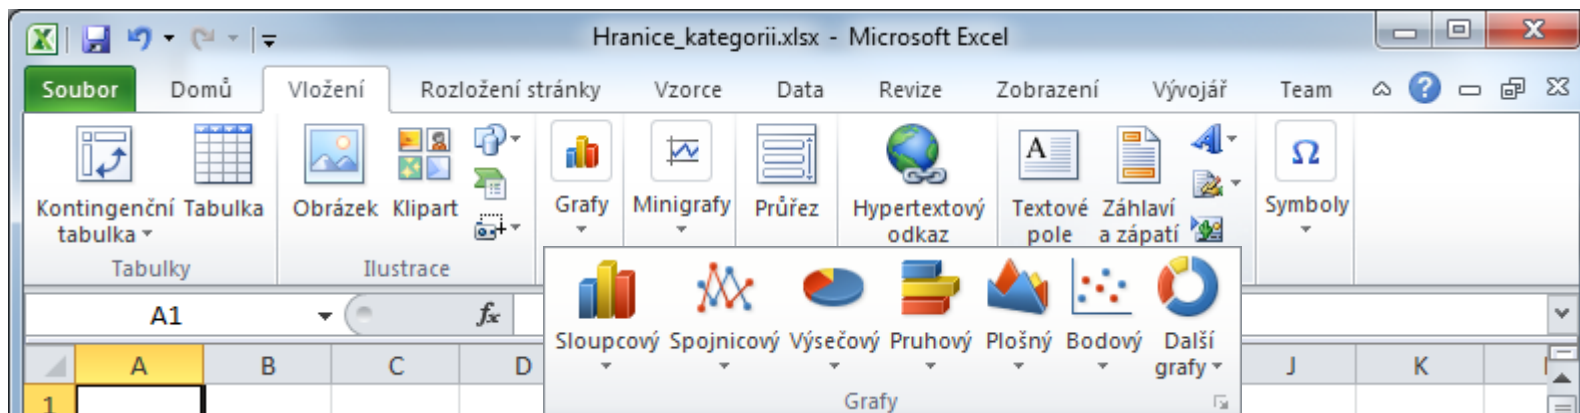 Hranice_kategorii.xlsx - Microsoft Excel
Soubor Domů Vložení Rozložení stránky Vzorce Data Revize Zobrazení Vývojář Team
Kontingenční tabulka
Tabulka
Obrázek
Klipart
Grafy
Minigrafy
Průřez
Hypertextový odkaz
Textové pole
Záhlaví a zápatí
Symboly
Tabulky
Ilustrace
A1
fx
Sloupcový Spojnicový Výsečový Pruhový Plošný Bodový Další grafy
Grafy
A B C D J K
1